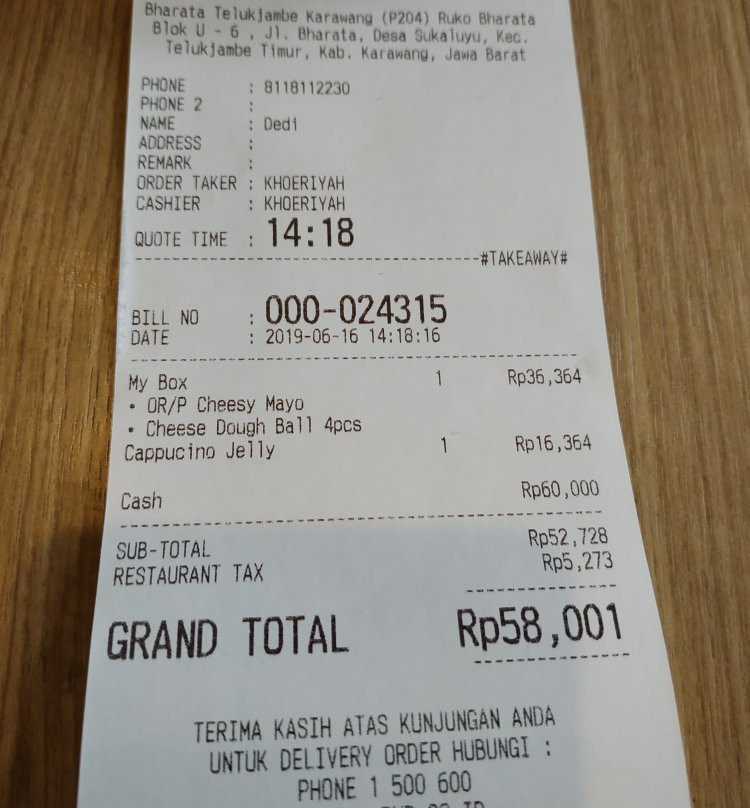 Bharata Telukjambe Karawang (P204) Ruko Bharata
Blok U - 6 , Jl. Bharata, Desa Sukaluyu, Kec.
Telukjambe Timur, Kab. Karawang, Jawa Barat
PHONE : 8118112230
PHONE 2 :
NAME : Dedi
ADDRESS :
REMARK :
ORDER TAKER : KHOERIYAH
CASHIER : KHOERIYAH
QUOTE TIME : 14:18
#TAKEAWAY#
BILL NO : 000-024315
DATE : 2019-06-16 14:18:16
My Box 1 Rp36,364
• OR/P Cheesy Mayo
• Cheese Dough Ball 4pcs
Cappucino Jelly 1 Rp16,364
Cash Rp60,000
SUB-TOTAL Rp52,728
RESTAURANT TAX Rp5,273
GRAND TOTAL Rp58,001
TERIMA KASIH ATAS KUNJUNGAN ANDA
UNTUK DELIVERY ORDER HUBUNGI :
PHONE 1 500 600